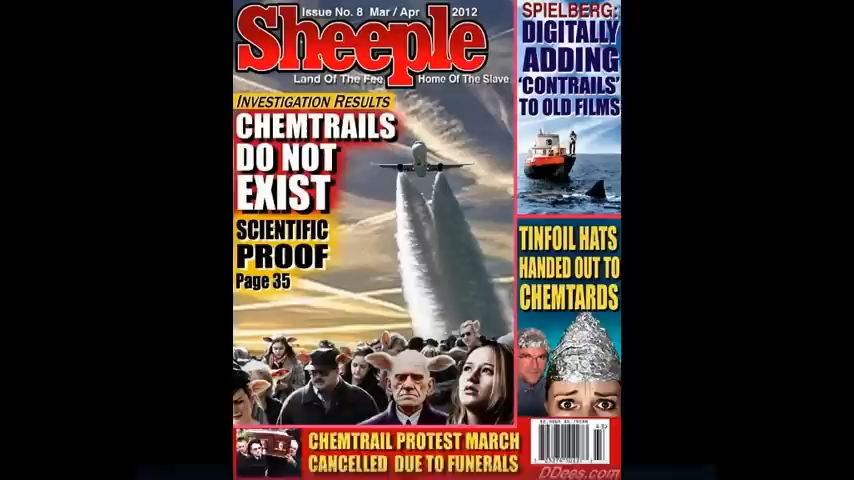 Issue No. 8 Mar / Apr 2012
Sheeple
Land Of The Fee Home Of The Slave
INVESTIGATION RESULTS
CHEMTRAILS
DO NOT
EXIST
SCIENTIFIC
PROOF
Page 35
SPIELBERG:
DIGITALLY
ADDING
'CONTRAILS'
TO OLD FILMS
TINFOIL HATS
HANDED OUT TO
CHEMTARDS
CHEMTRAIL PROTEST MARCH
CANCELLED DUE TO FUNERALS
DDees.com